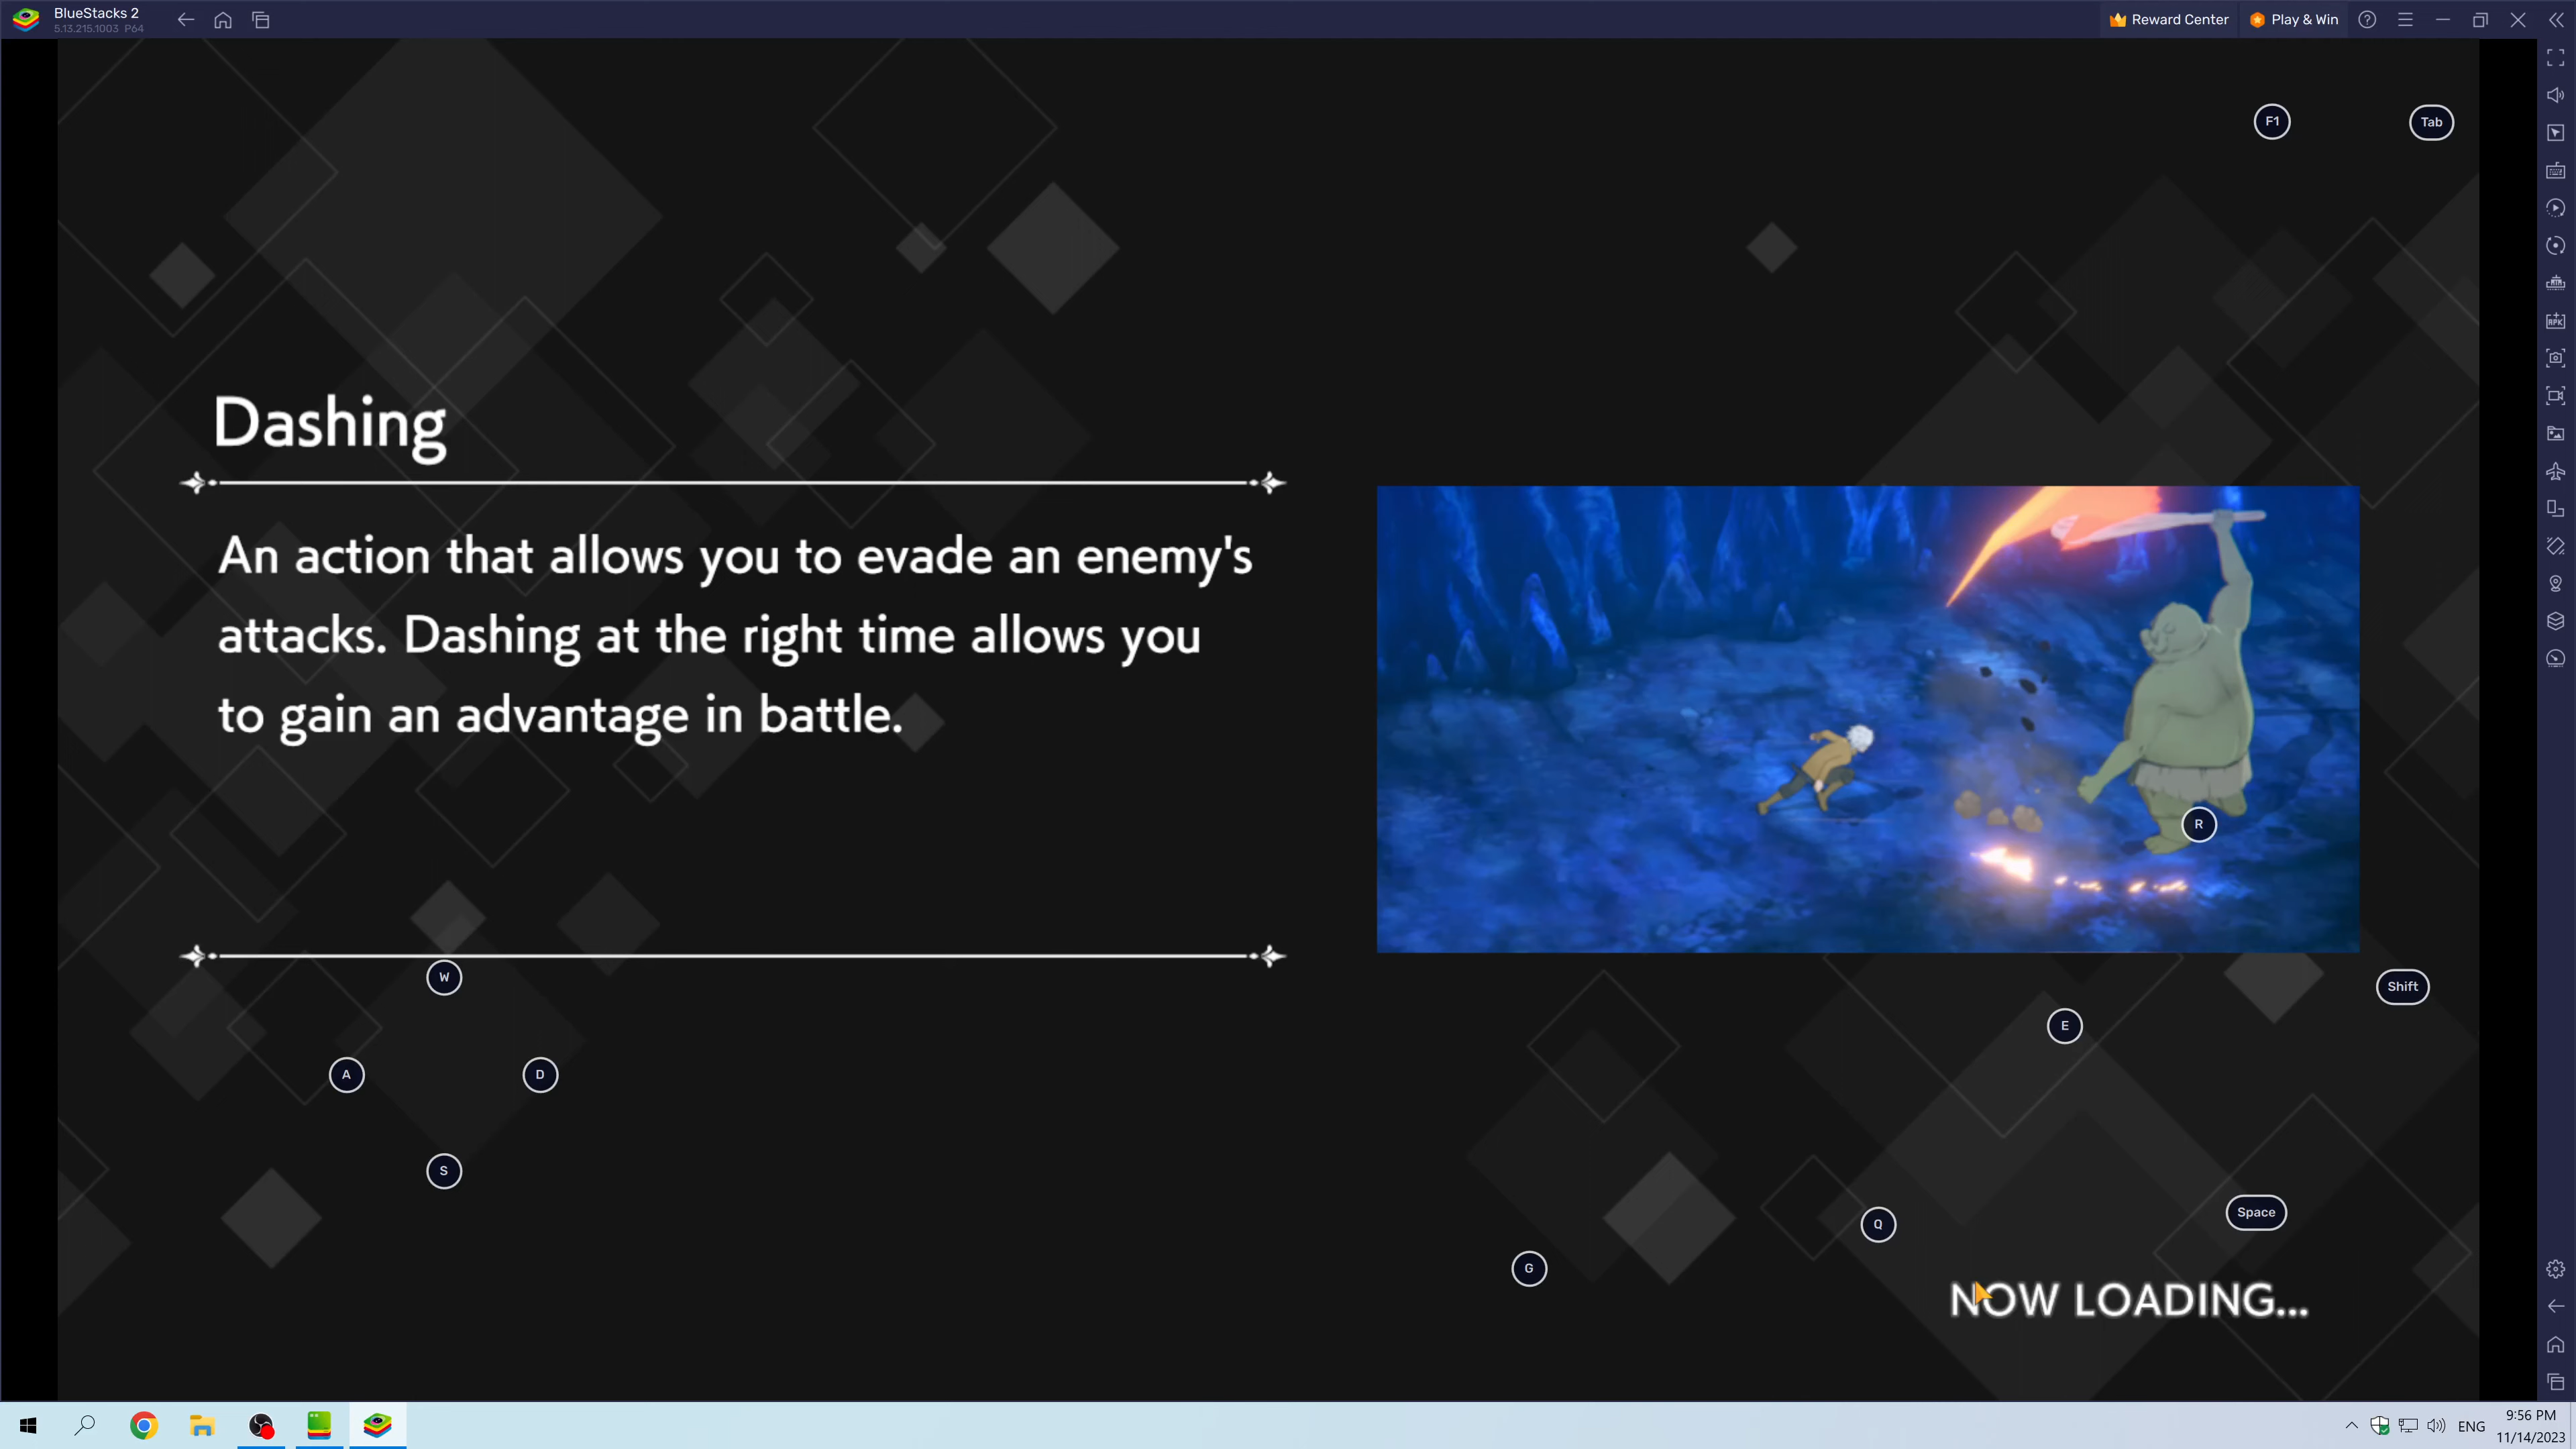 BlueStacks 2
5.13.215.1003 P64
Reward Center
Play & Win
F1
Tab
Dashing
An action that allows you to evade an enemy's
attacks. Dashing at the right time allows you
to gain an advantage in battle.
R
W
Shift
E
A
D
S
Space
Q
G
NOW LOADING...
ENG
9:56 PM
11/14/2023